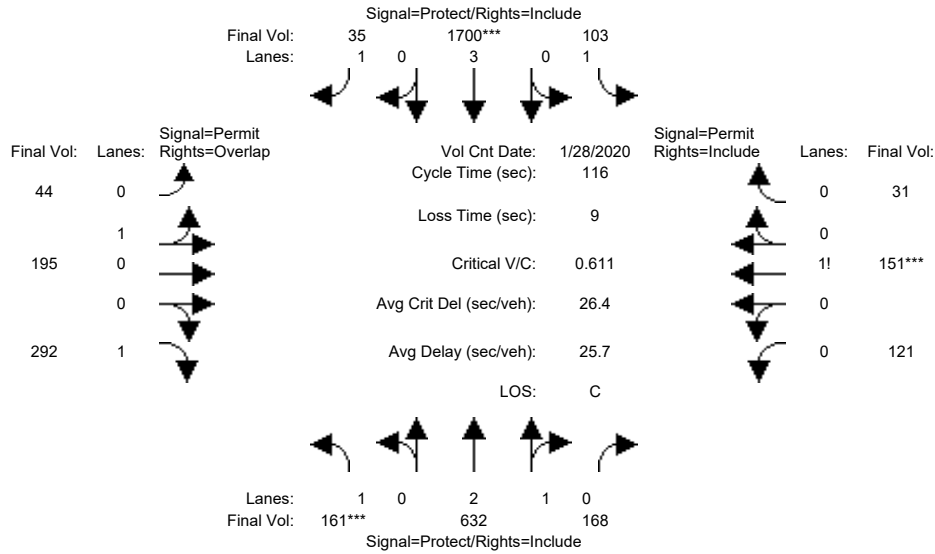 Signal=Protect/Rights=Include
Final Vol: 35 1700*** 103
Lanes: 1 0 3 0 1
Signal=Permit Signal=Permit
Final Vol: Lanes: Rights=Overlap Vol Cnt Date: 1/28/2020 Rights=Include Lanes: Final Vol:
Cycle Time (sec): 116
44 0 0 31
Loss Time (sec): 9
1 0
195 0 Critical V/C: 0.611 1! 151***
0 Avg Crit Del (sec/veh): 26.4 0
292 1 Avg Delay (sec/veh): 25.7 0 121
LOS: C
Lanes: 1 0 2 1 0
Final Vol: 161*** 632 168
Signal=Protect/Rights=Include